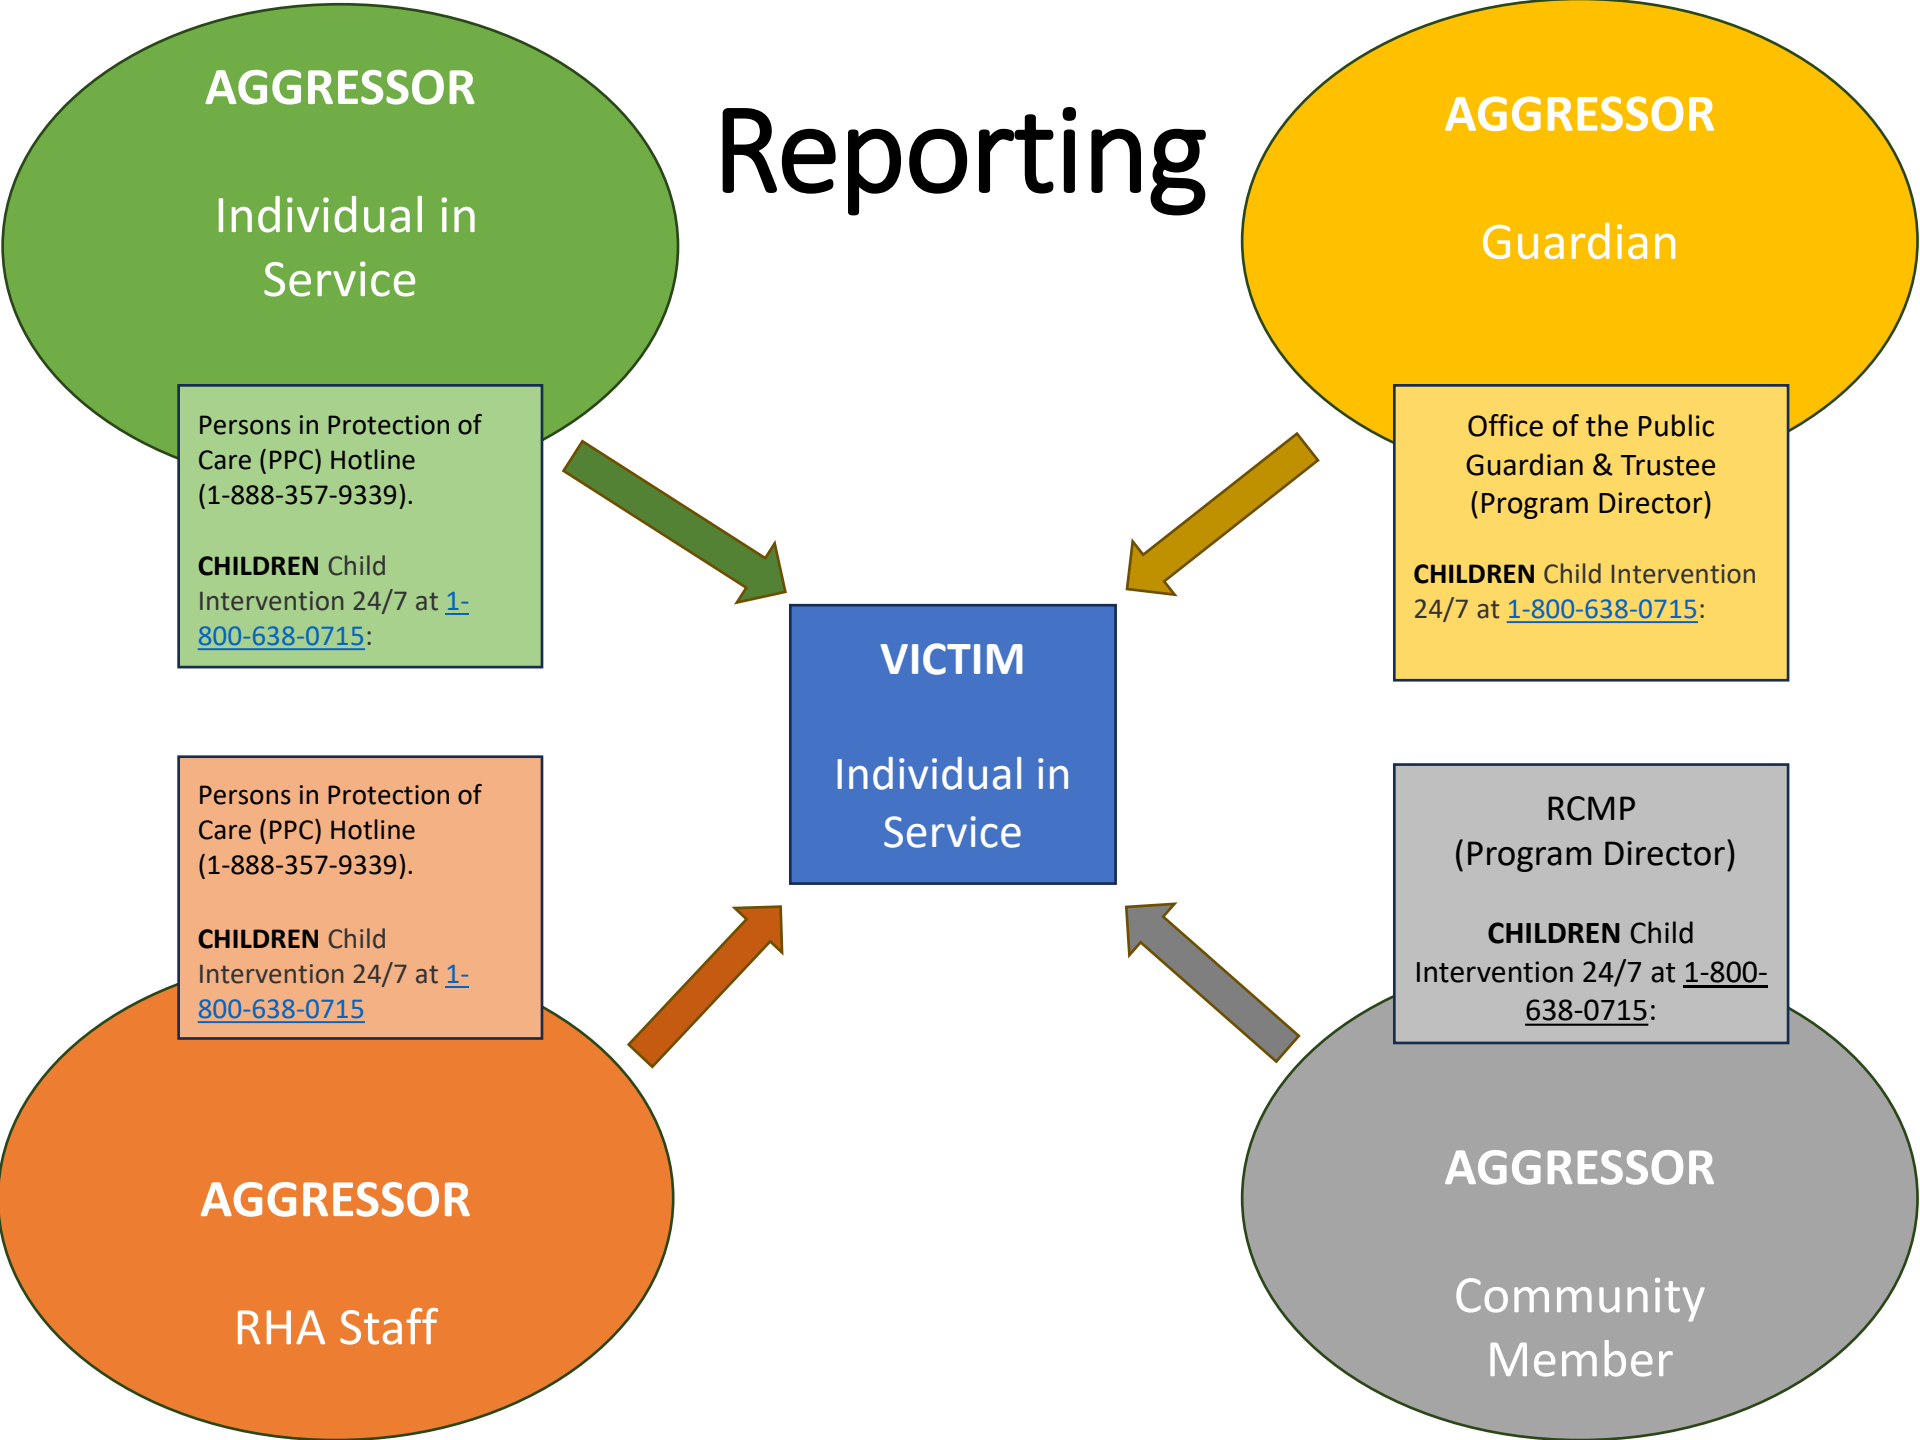 Reporting
AGGRESSOR
Individual in
Service
Persons in Protection of
Care (PPC) Hotline
(1-888-357-9339).
CHILDREN Child
Intervention 24/7 at 1-
800-638-0715:
AGGRESSOR
Guardian
Office of the Public
Guardian & Trustee
(Program Director)
CHILDREN Child Intervention
24/7 at 1-800-638-0715:
VICTIM
Individual in
Service
Persons in Protection of
Care (PPC) Hotline
(1-888-357-9339).
CHILDREN Child
Intervention 24/7 at 1-
800-638-0715
AGGRESSOR
RHA Staff
RCMP
(Program Director)
CHILDREN Child
Intervention 24/7 at 1-800-
638-0715:
AGGRESSOR
Community
Member